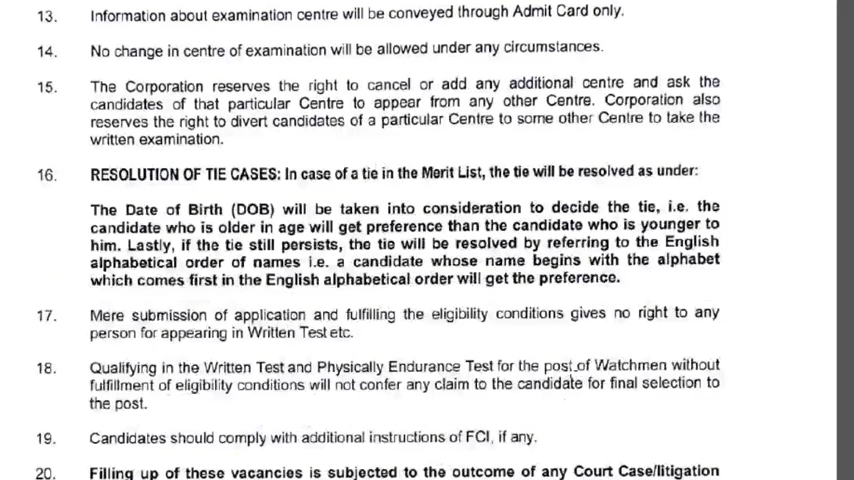 13. Information about examination centre will be conveyed through Admit Card only.
14. No change in centre of examination will be allowed under any circumstances.
15. The Corporation reserves the right to cancel or add any additional centre and ask the
candidates of that particular Centre to appear from any other Centre. Corporation also
reserves the right to divert candidates of a particular Centre to some other Centre to take the
written examination.
16. RESOLUTION OF TIE CASES: In case of a tie in the Merit List, the tie will be resolved as under:
The Date of Birth (DOB) will be taken into consideration to decide the tie, i.e. the
candidate who is older in age will get preference than the candidate who is younger to
him. Lastly, if the tie still persists, the tie will be resolved by referring to the English
alphabetical order of names i.e. a candidate whose name begins with the alphabet
which comes first in the English alphabetical order will get the preference.
17. Mere submission of application and fulfilling the eligibility conditions gives no right to any
person for appearing in Written Test etc.
18. Qualifying in the Written Test and Physically Endurance Test for the post of Watchmen without
fulfillment of eligibility conditions will not confer any claim to the candidate for final selection to
the post.
19. Candidates should comply with additional instructions of FCI, if any.
20. Filling up of these vacancies is subjected to the outcome of any Court Case/litigation